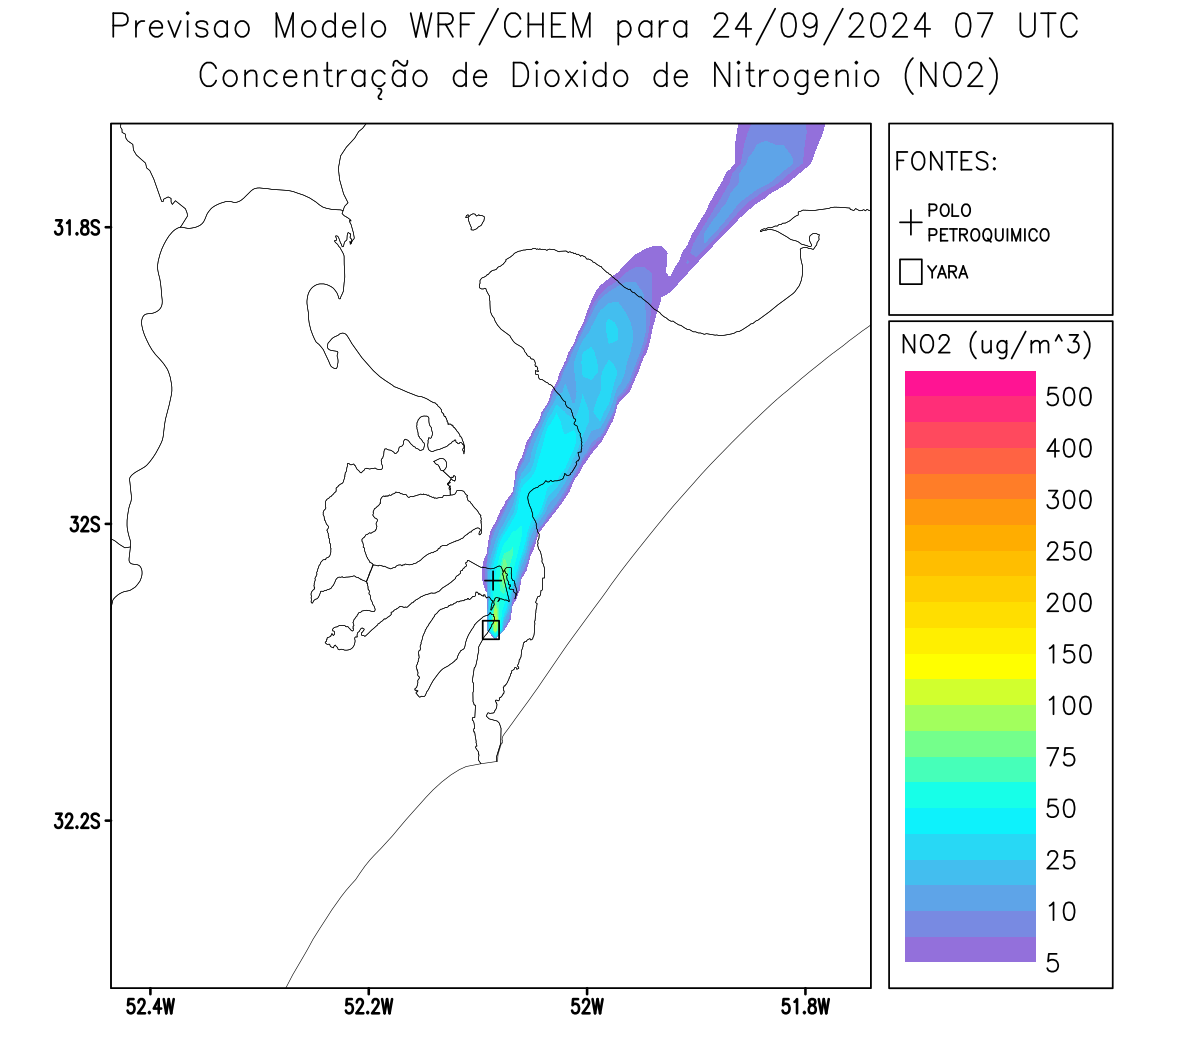 Previsao Modelo WRF/CHEM para 24/09/2024 07 UTC
Concentração de Dioxido de Nitrogenio (NO2)
FONTES:
POLO
PETROQUIMICO
YARA
31.8S
32S
32.2S
52.4W
52.2W
52W
51.8W
NO2 (ug/m^3)
500
400
300
250
200
150
100
75
50
25
10
5